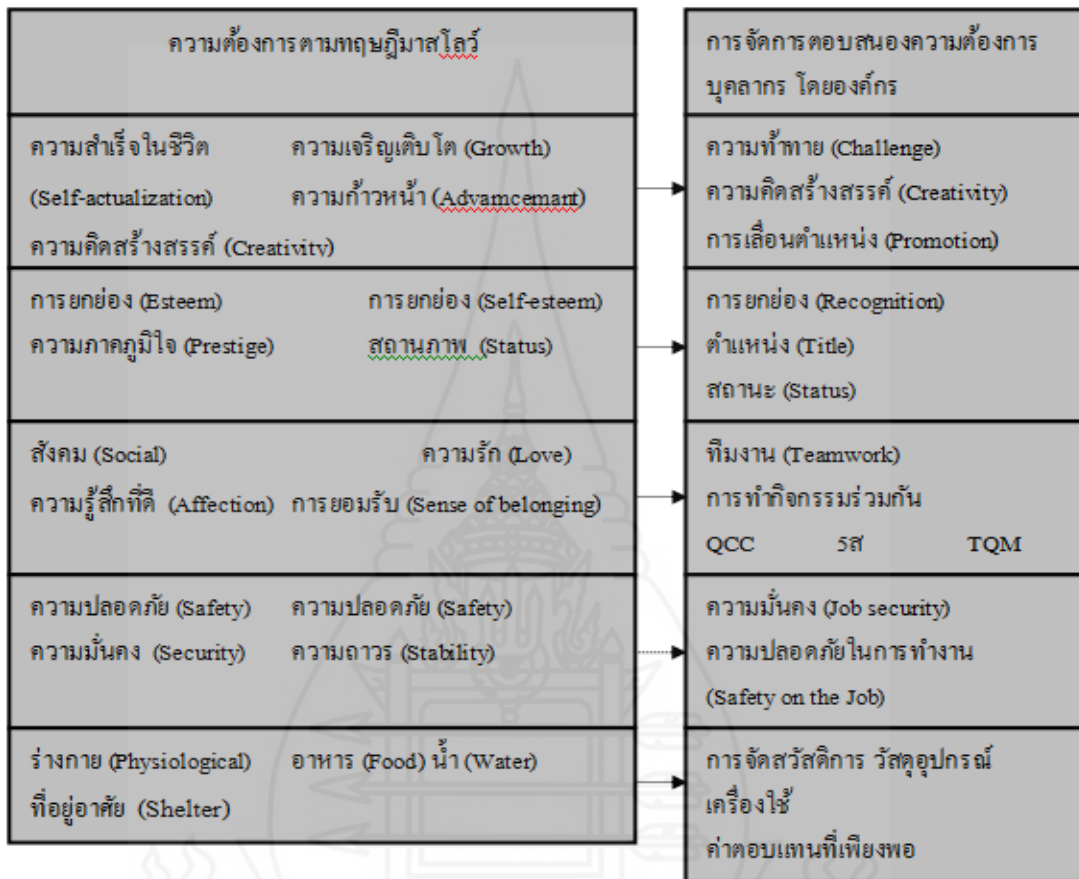 ความต้องการตามทฤษฎีมาสโลว์
การจัดการตอบสนองความต้องการ
บุคลากร โดยองค์กร
ความสำเร็จในชีวิต ความเจริญเติบโต (Growth)
(Self-actualization) ความก้าวหน้า (Advamcemant)
ความคิดสร้างสรรค์ (Creativity)
ความท้าทาย (Challenge)
ความคิดสร้างสรรค์ (Creativity)
การเลื่อนตำแหน่ง (Promotion)
การยกย่อง (Esteem) การยกย่อง (Self-esteem)
ความภาคภูมิใจ (Prestige) สถานภาพ (Status)
การยกย่อง (Recognition)
ตำแหน่ง (Title)
สถานะ (Status)
สังคม (Social) ความรัก (Love)
ความรู้สึกที่ดี (Affection) การยอมรับ (Sense of belonging)
ทีมงาน (Teamwork)
การทำกิจกรรมร่วมกัน
QCC 5ส TQM
ความปลอดภัย (Safety) ความปลอดภัย (Safety)
ความมั่นคง (Security) ความถาวร (Stability)
ความมั่นคง (Job security)
ความปลอดภัยในการทำงาน
(Safety on the Job)
ร่างกาย (Physiological) อาหาร (Food) น้ำ (Water)
ที่อยู่อาศัย (Shelter)
การจัดสวัสดิการ วัสดุอุปกรณ์
เครื่องใช้
ค่าตอบแทนที่เพียงพอ